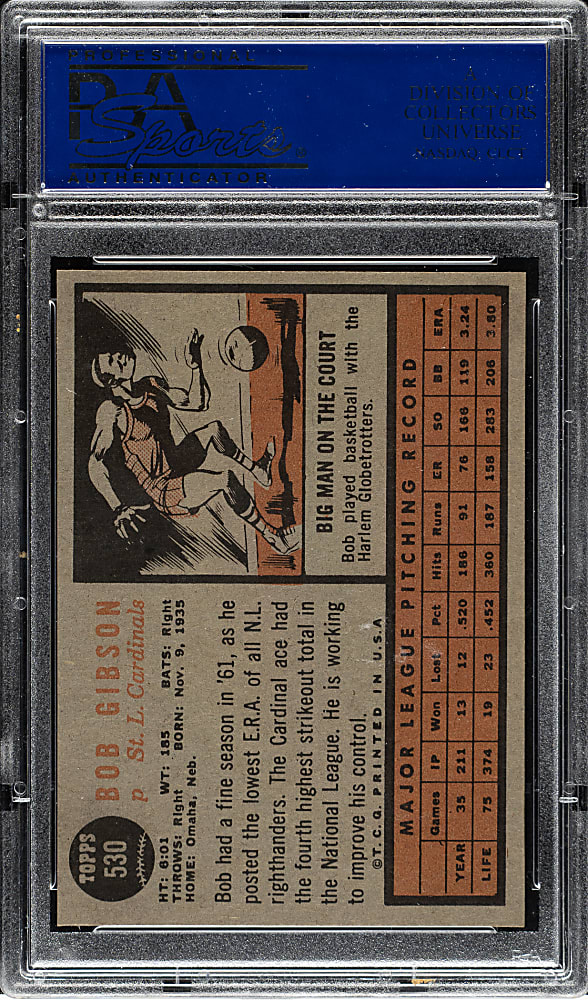 PROFESSIONAL
PSA
Sports
AUTHENTICATOR
A
DIVISION OF
COLLECTORS
UNIVERSE
NASDAQ: CLCT
TOPPS
530
BOB GIBSON
p St. L. Cardinals
HT: 6:01 WT: 185 BATS: Right
THROWS: Right BORN: Nov. 9, 1935
HOME: Omaha, Neb.
Bob had a fine season in '61, as he
posted the lowest E.R.A. of all N.L.
righthanders. The Cardinal ace had
the fourth highest strikeout total in
the National League. He is working
to improve his control.
©T.C.G. PRINTED IN U.S.A
BIG MAN ON THE COURT
Bob played basketball with the
Harlem Globetrotters.
MAJOR LEAGUE PITCHING RECORD
Games IP Won Lost Pct Hits Runs ER SO BB ERA
YEAR 35 211 13 12 .520 186 91 76 166 119 3.24
LIFE 75 374 19 23 .452 360 187 158 283 206 3.80